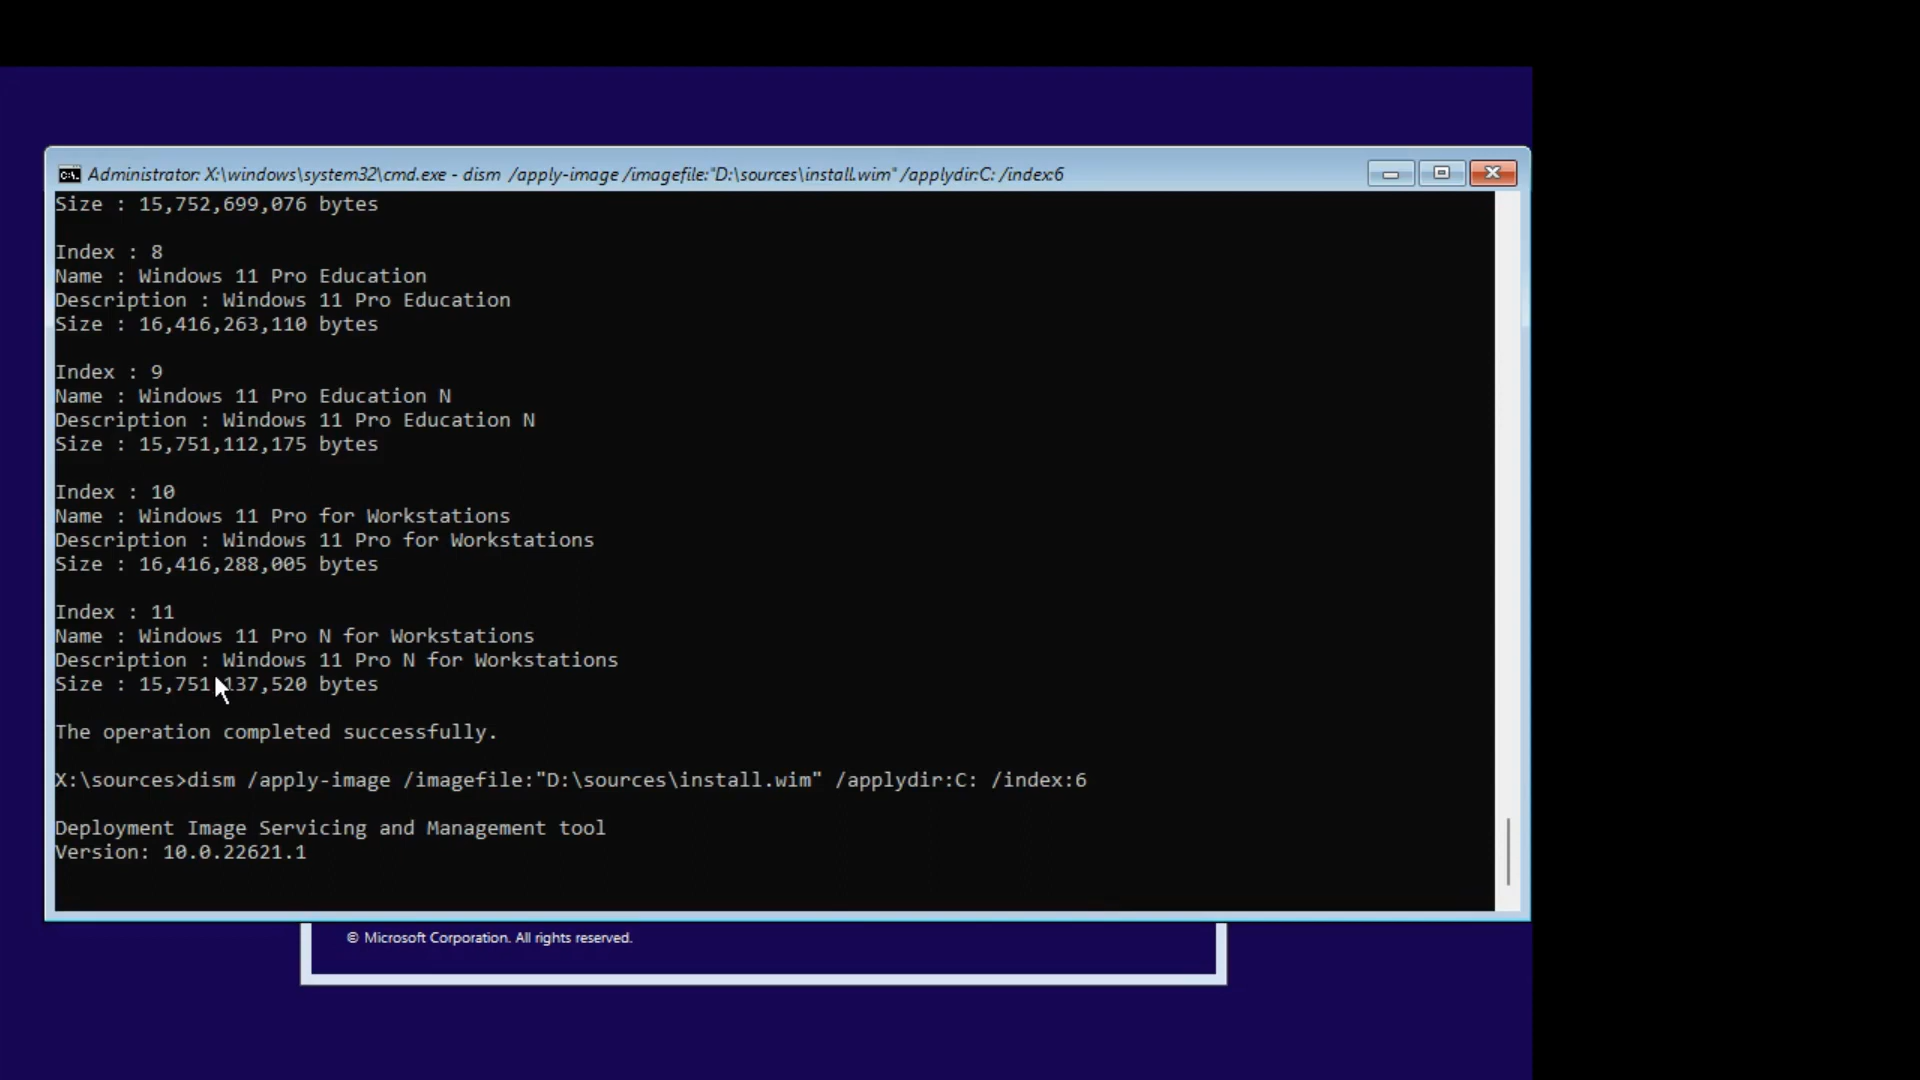 Administrator: X:\windows\system32\cmd.exe - dism /apply-image /imagefile:"D:\sources\install.wim" /applydir:C: /index:6
Size : 15,752,699,076 bytes
Index : 8
Name : Windows 11 Pro Education
Description : Windows 11 Pro Education
Size : 16,416,263,110 bytes
Index : 9
Name : Windows 11 Pro Education N
Description : Windows 11 Pro Education N
Size : 15,751,112,175 bytes
Index : 10
Name : Windows 11 Pro for Workstations
Description : Windows 11 Pro for Workstations
Size : 16,416,288,005 bytes
Index : 11
Name : Windows 11 Pro N for Workstations
Description : Windows 11 Pro N for Workstations
Size : 15,751,137,520 bytes
The operation completed successfully.
X:\sources>dism /apply-image /imagefile:"D:\sources\install.wim" /applydir:C: /index:6
Deployment Image Servicing and Management tool
Version: 10.0.22621.1
© Microsoft Corporation. All rights reserved.